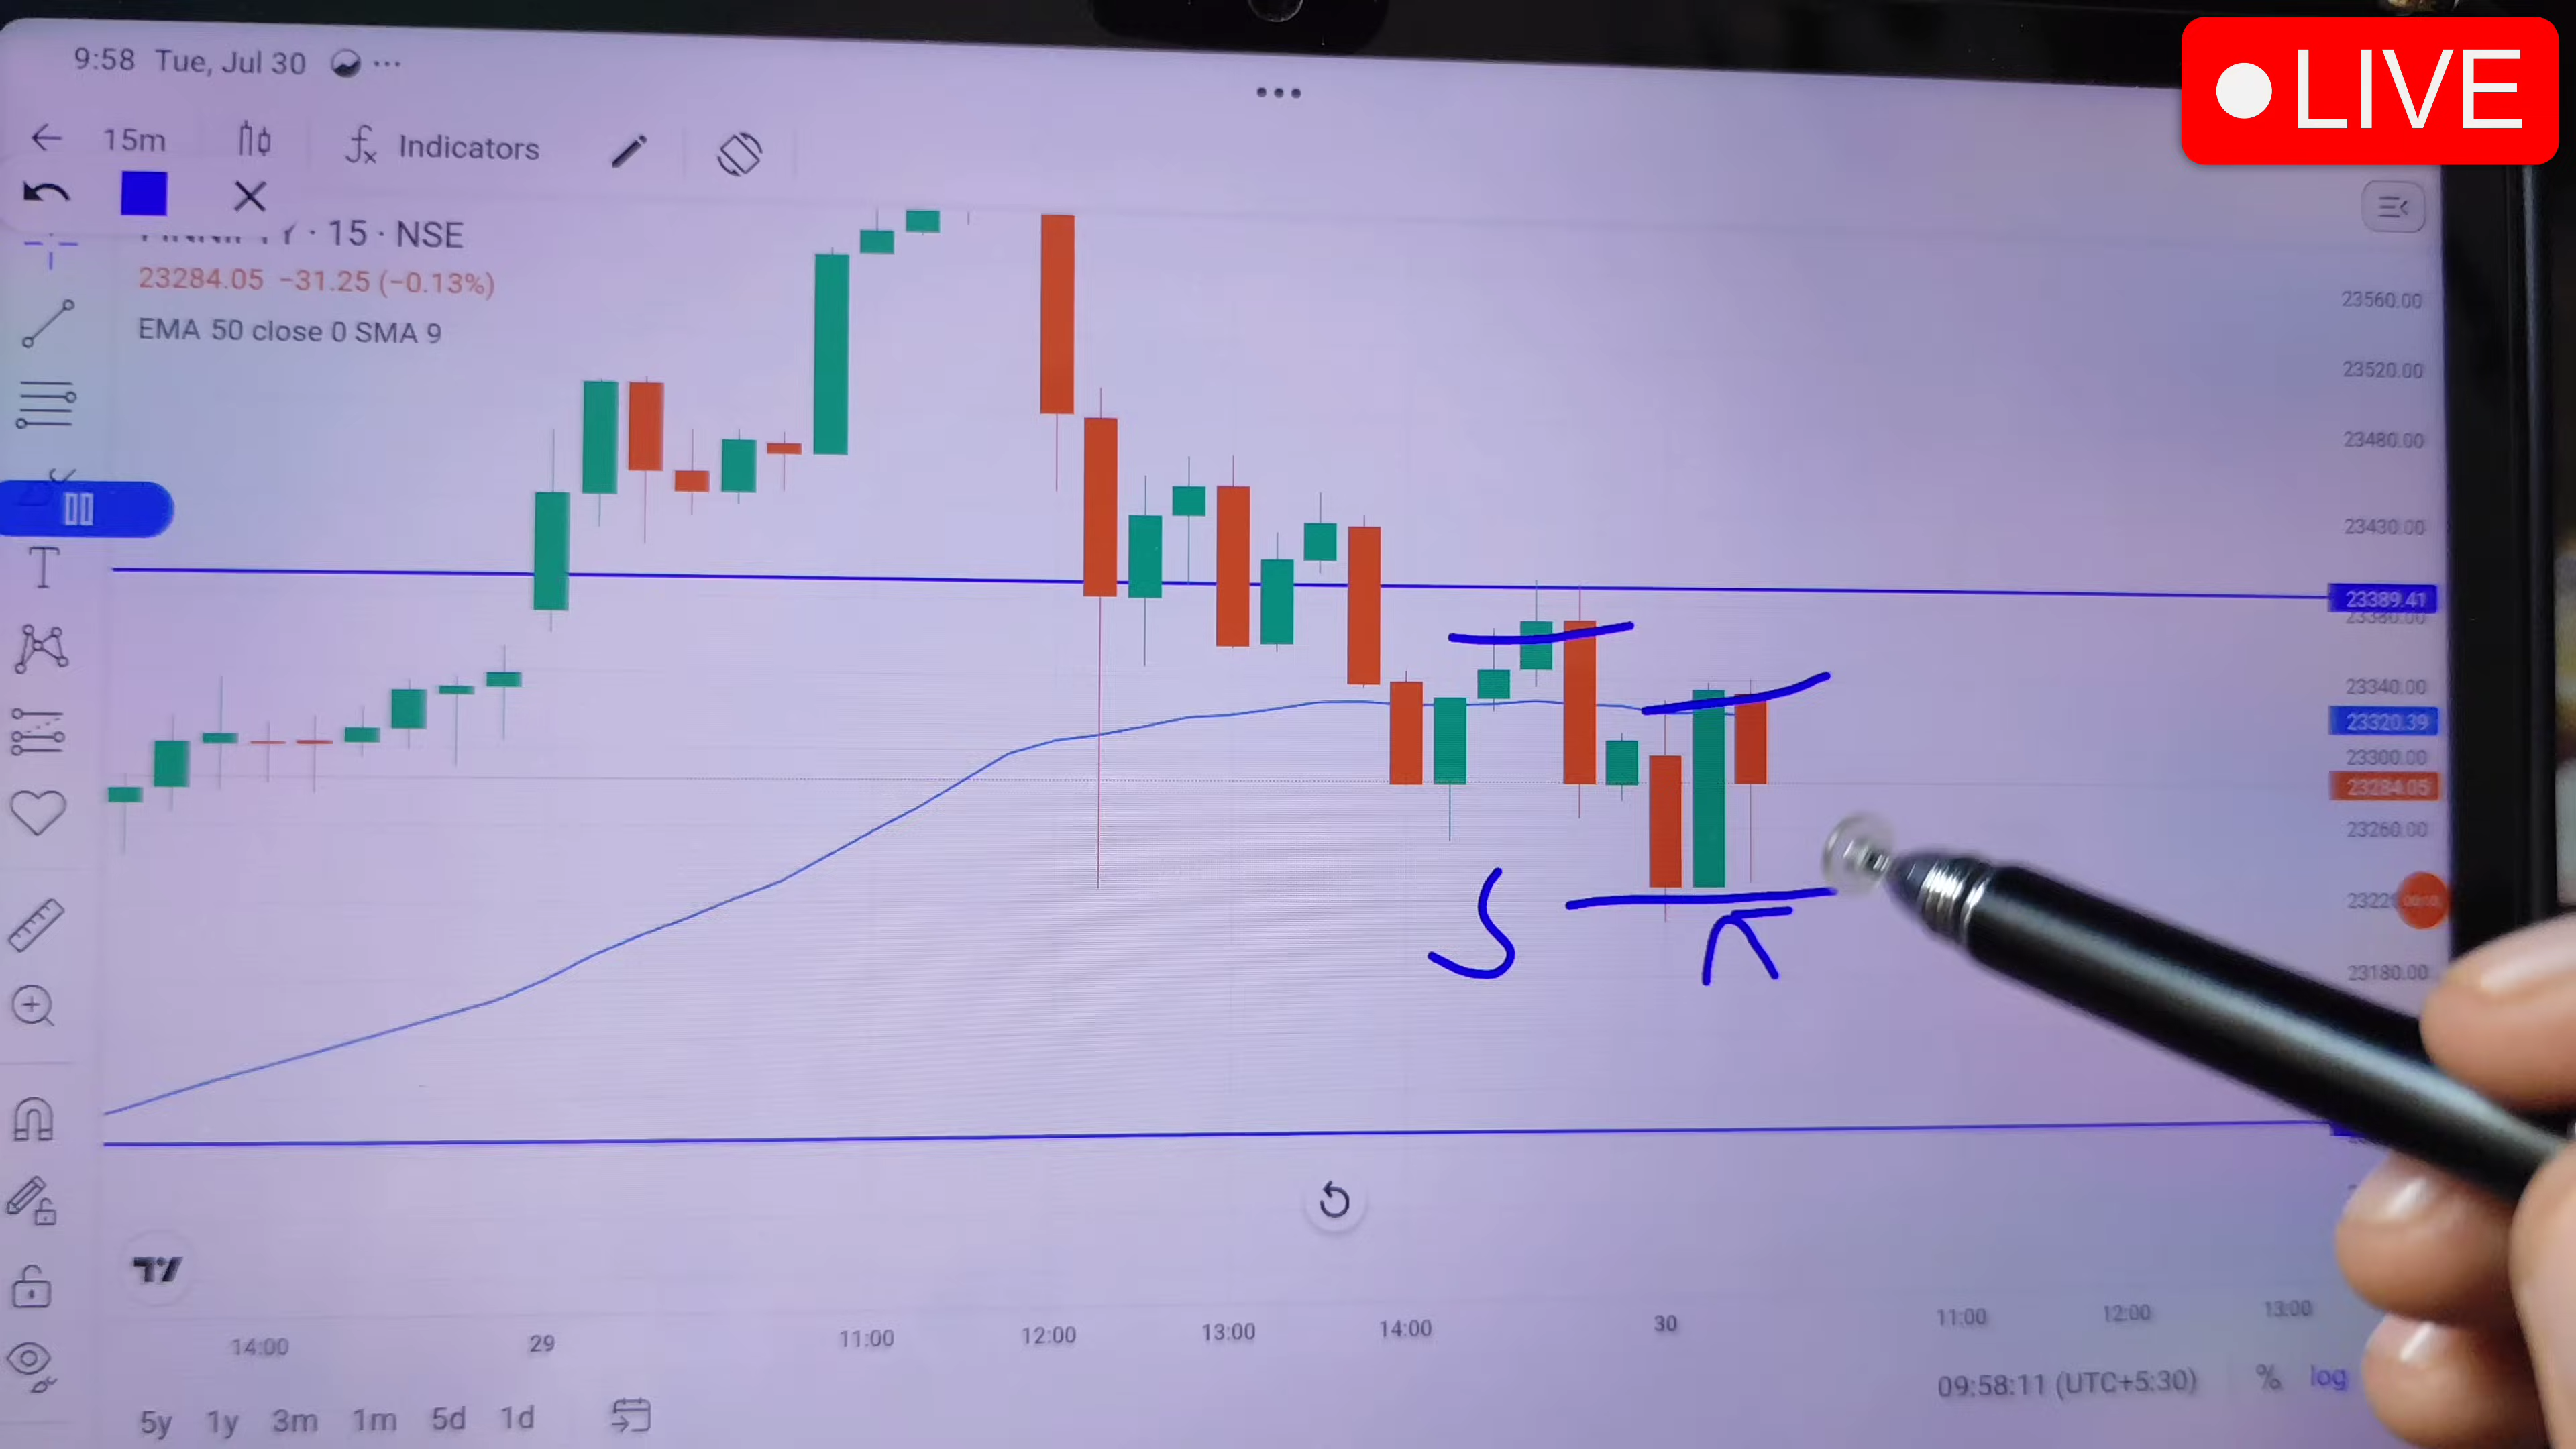 9:58 Tue, Jul 30
LIVE
15m
Indicators
· 15 · NSE
23284.05 −31.25 (−0.13%)
EMA 50 close 0 SMA 9
23560.00
23520.00
23480.00
23430.00
23389.41
23380.00
23340.00
23320.39
23300.00
23284.05
23260.00
23180.00
T
S
TV
14:00
29
11:00
12:00
13:00
14:00
30
11:00
12:00
13:00
09:58:11 (UTC+5:30)
%
log
5y
1y
3m
1m
5d
1d